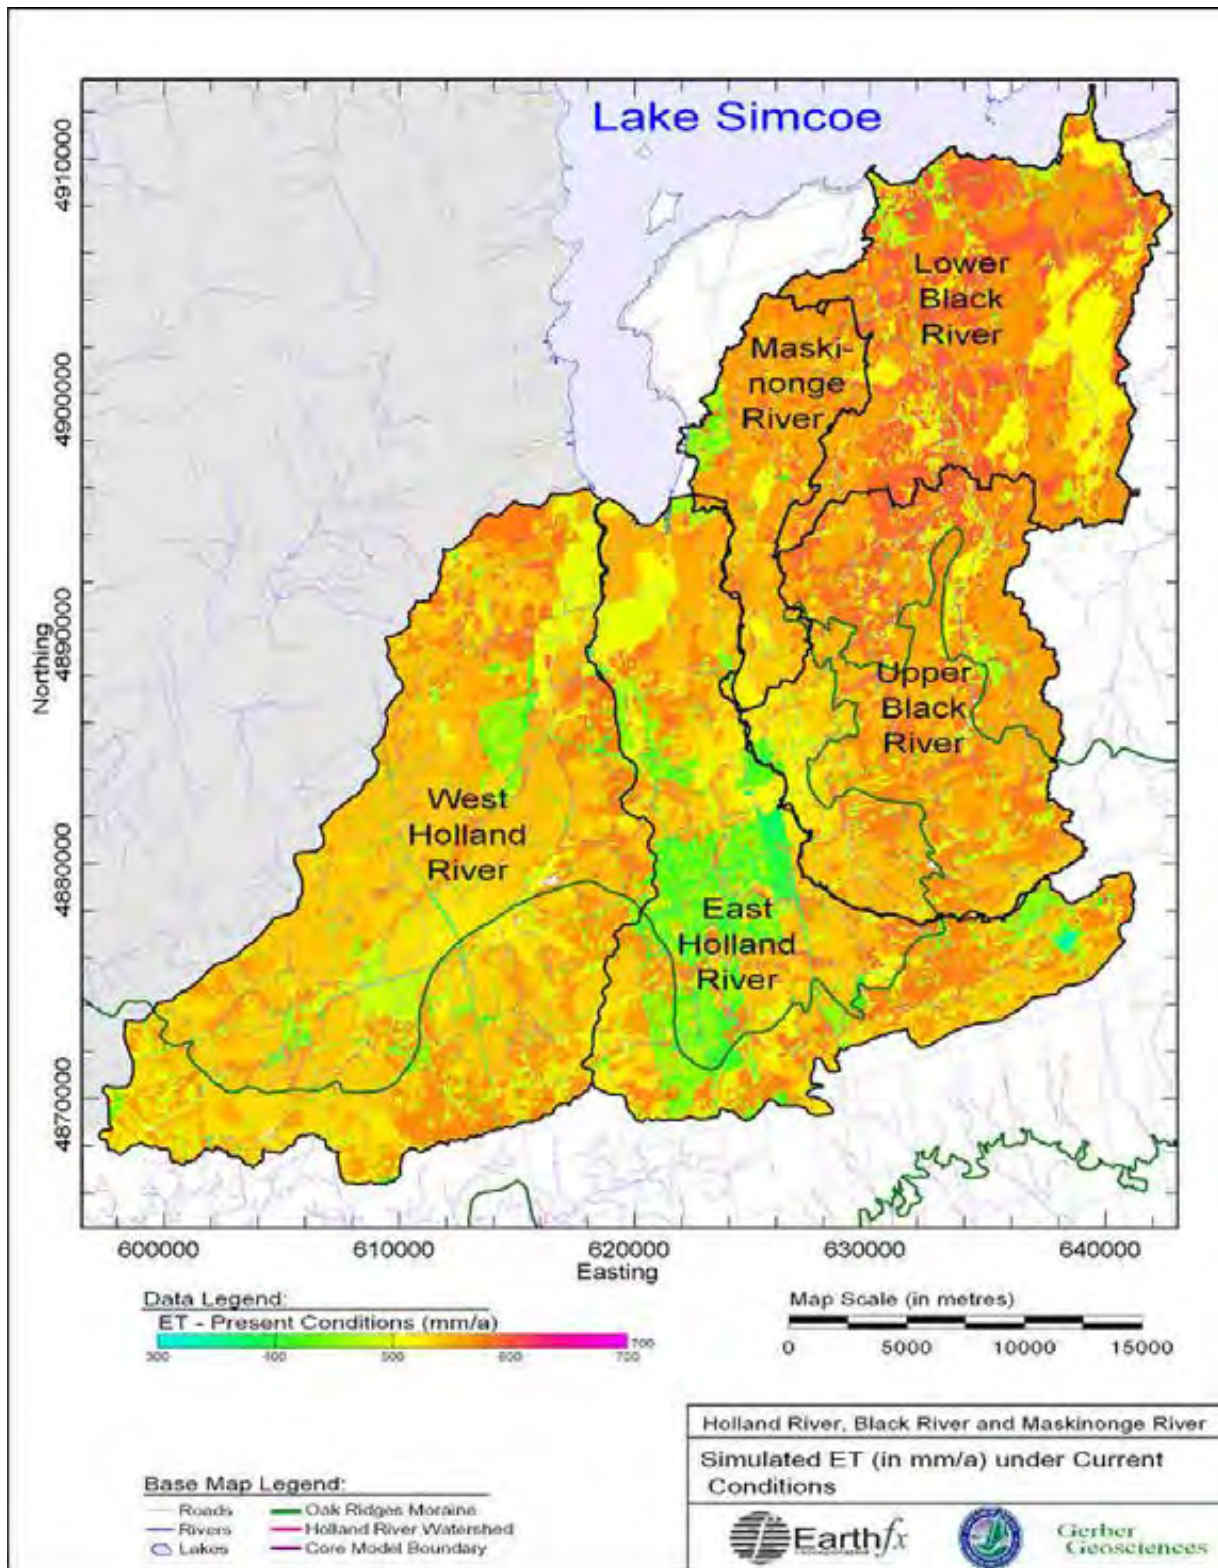 Lake Simcoe
Lower
Black
River
Maski-
nonge
River
Upper
Black
River
West
Holland
River
East
Holland
River
Northing
4910000
4900000
4890000
4880000
4870000
600000
610000
620000
630000
640000
Easting
Data Legend:
ET - Present Conditions (mm/a)
300
400
500
600
700
700
Map Scale (in metres)
0
5000
10000
15000
Base Map Legend:
Roads
Rivers
Lakes
Oak Ridges Moraine
Holland River Watershed
Core Model Boundary
Holland River, Black River and Maskinonge River
Simulated ET (in mm/a) under Current
Conditions
Earthfx
Gerber
Geosciences